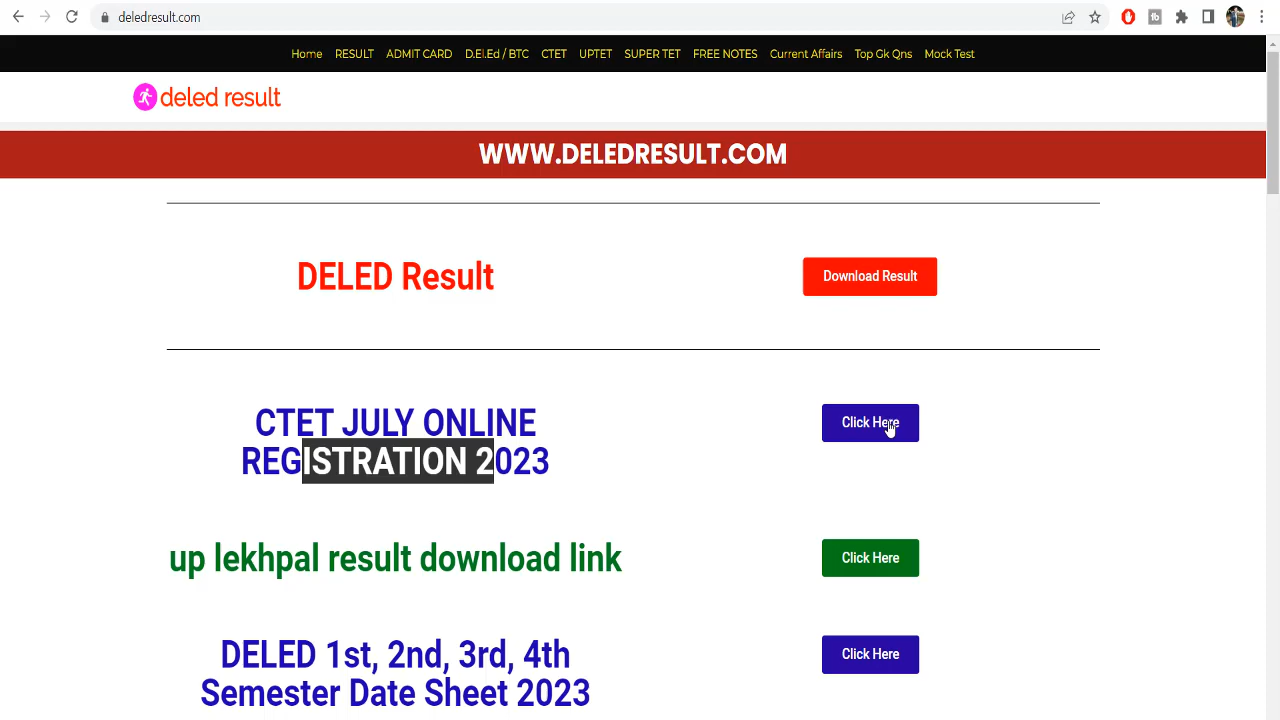 deledresult.com
Home RESULT ADMIT CARD D.El.Ed / BTC CTET UPTET SUPER TET FREE NOTES Current Affairs Top Gk Qns Mock Test
deled result
WWW.DELEDRESULT.COM
DELED Result Download Result
CTET JULY ONLINE Click Here
REGISTRATION 2023
up lekhpal result download link Click Here
DELED 1st, 2nd, 3rd, 4th Click Here
Semester Date Sheet 2023